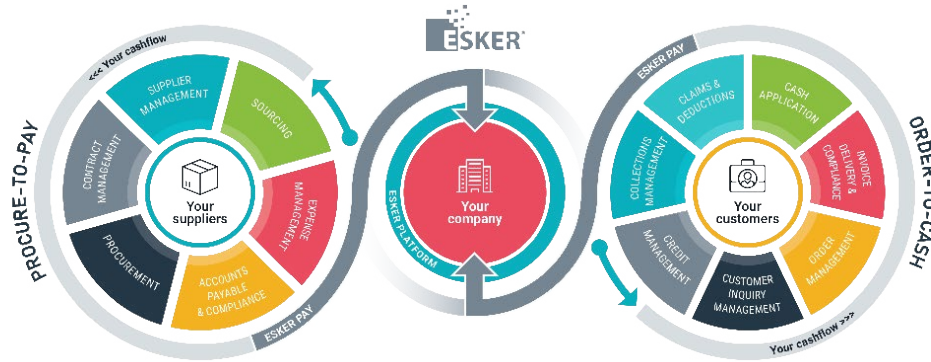 ESKER
PROCURE-TO-PAY
<<< Your cashflow
SUPPLIER
MANAGEMENT
SOURCING
CONTRACT
MANAGEMENT
Your
suppliers
EXPENSE
MANAGEMENT
PROCUREMENT
ACCOUNTS
PAYABLE
& COMPLIANCE
ESKER PAY
Your
company
ESKER PLATFORM
ESKER PAY
CLAIMS &
DEDUCTIONS
CASH
APPLICATION
COLLECTIONS
MANAGEMENT
INVOICE
DELIVERY &
COMPLIANCE
Your
customers
CREDIT
MANAGEMENT
ORDER
MANAGEMENT
CUSTOMER
INQUIRY
MANAGEMENT
Your cashflow >>>
ORDER-TO-CASH